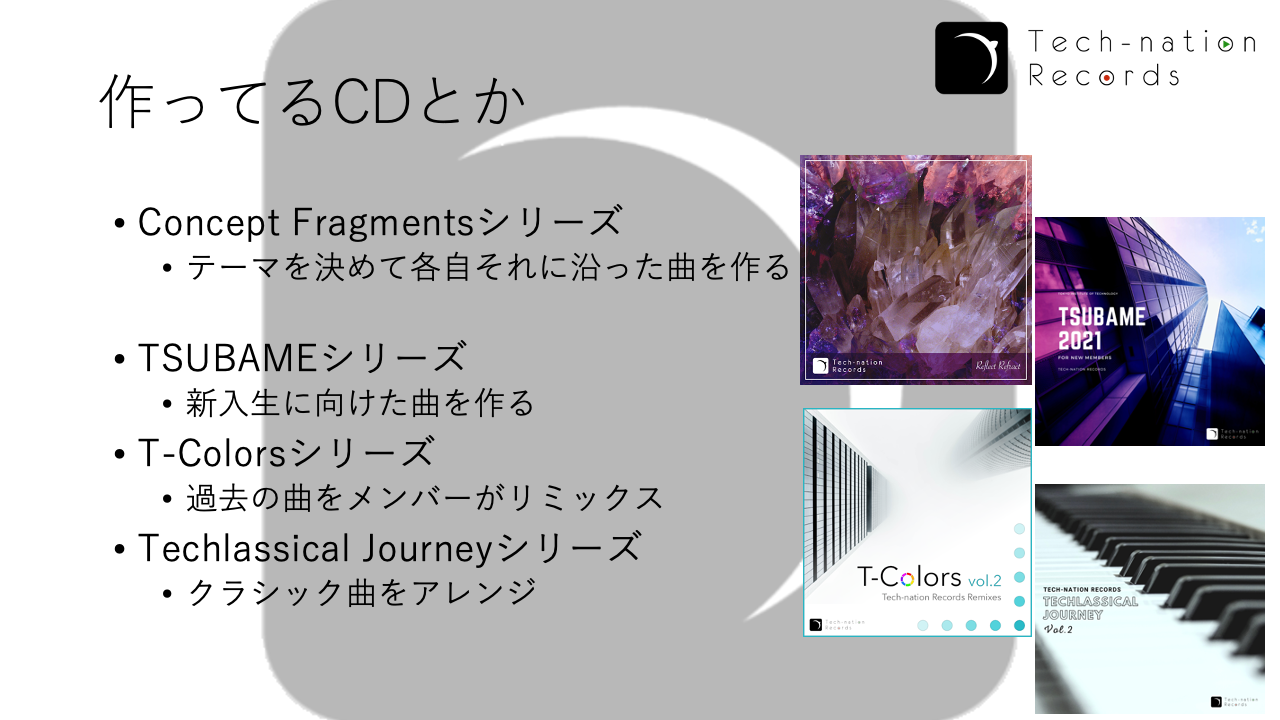 Tech-nation
Records
作ってるCDとか
• Concept Fragmentsシリーズ
• テーマを決めて各自それに沿った曲を作る
• TSUBAMEシリーズ
• 新入生に向けた曲を作る
• T-Colorsシリーズ
• 過去の曲をメンバーがリミックス
• Techlassical Journeyシリーズ
• クラシック曲をアレンジ
Tech-nation
Records
Reflect Refract
TSUBAME
2021
FOR NEW MEMBERS
TECH-NATION RECORDS
Tech-nation
Records
T-Colors vol.2
Tech-nation Records Remixes
Tech-nation
Records
TECH-NATION RECORDS
TECHLASSICAL
JOURNEY
Vol.2
Tech-nation
Records